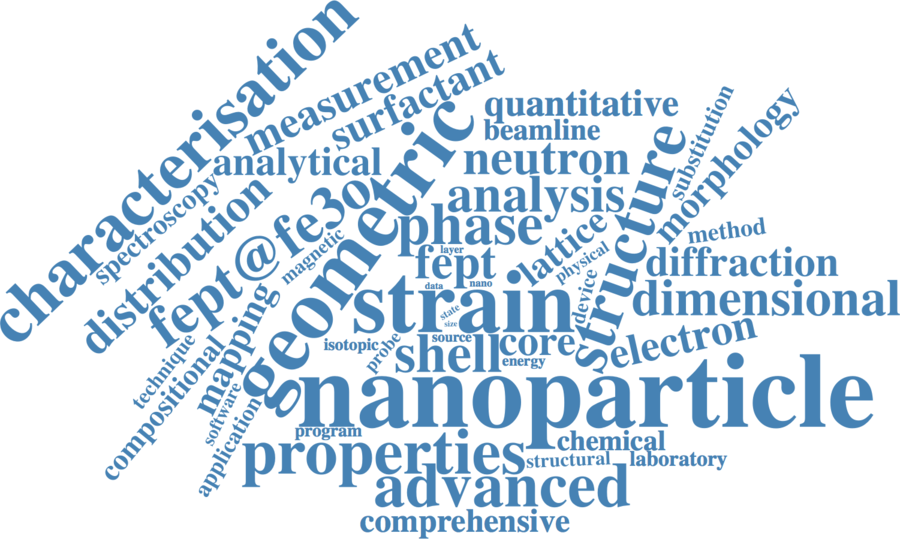 characterisation
measurement
surfactant
quantitative
beamline
analytical
neutron
geometric
spectroscopy
distribution
fept@fe3o
magnetic
analysis
phase
structure
substitution
morphology
method
lattice
physical
layer
fept
data
nano
diffraction
device
dimensional
strain
state
size
mapping
technique
compositional
isotopic
probe
source
shell
core
energy
electron
software
application
nanoparticle
program
properties
chemical
structural
laboratory
advanced
comprehensive